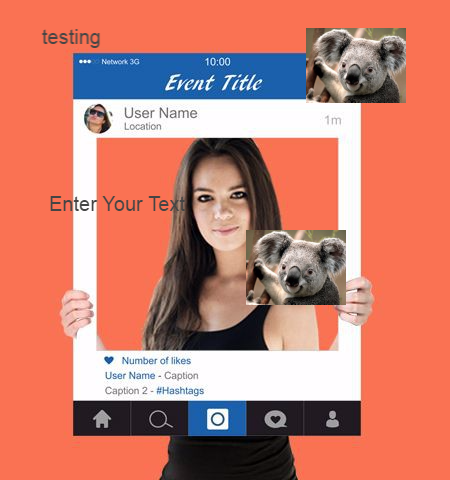 testing
Network 3G 10:00
Event Title
User Name
Location
1m
Enter Your Text
Number of likes
User Name - Caption
Caption 2 - #Hashtags